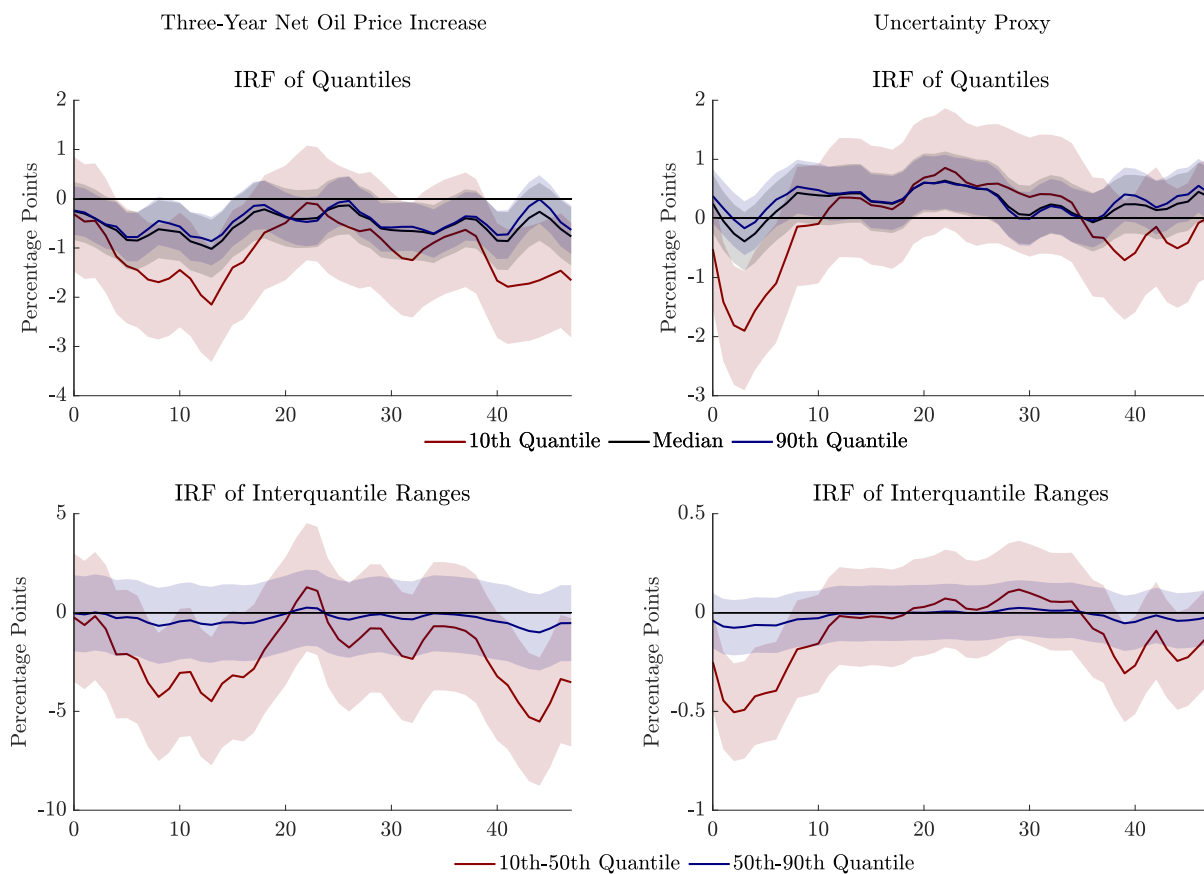 Three-Year Net Oil Price Increase
Uncertainty Proxy
IRF of Quantiles
IRF of Quantiles
Percentage Points
2
1
0
-1
-2
-3
-4
0
10
20
30
40
Percentage Points
2
1
0
-1
-2
-3
0
10
20
30
40
10th Quantile
Median
90th Quantile
IRF of Interquantile Ranges
IRF of Interquantile Ranges
Percentage Points
5
0
-5
-10
0
10
20
30
40
Percentage Points
0.5
0
-0.5
-1
0
10
20
30
40
10th-50th Quantile
50th-90th Quantile